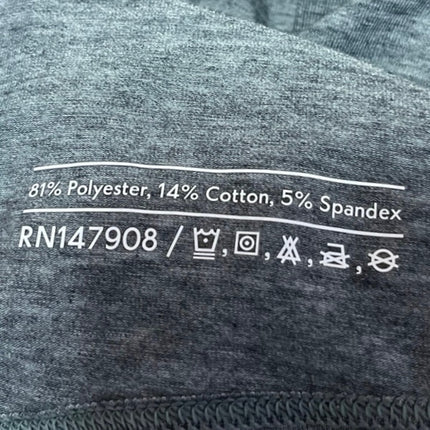 81% Polyester, 14% Cotton, 5% Spandex
RN147908 /